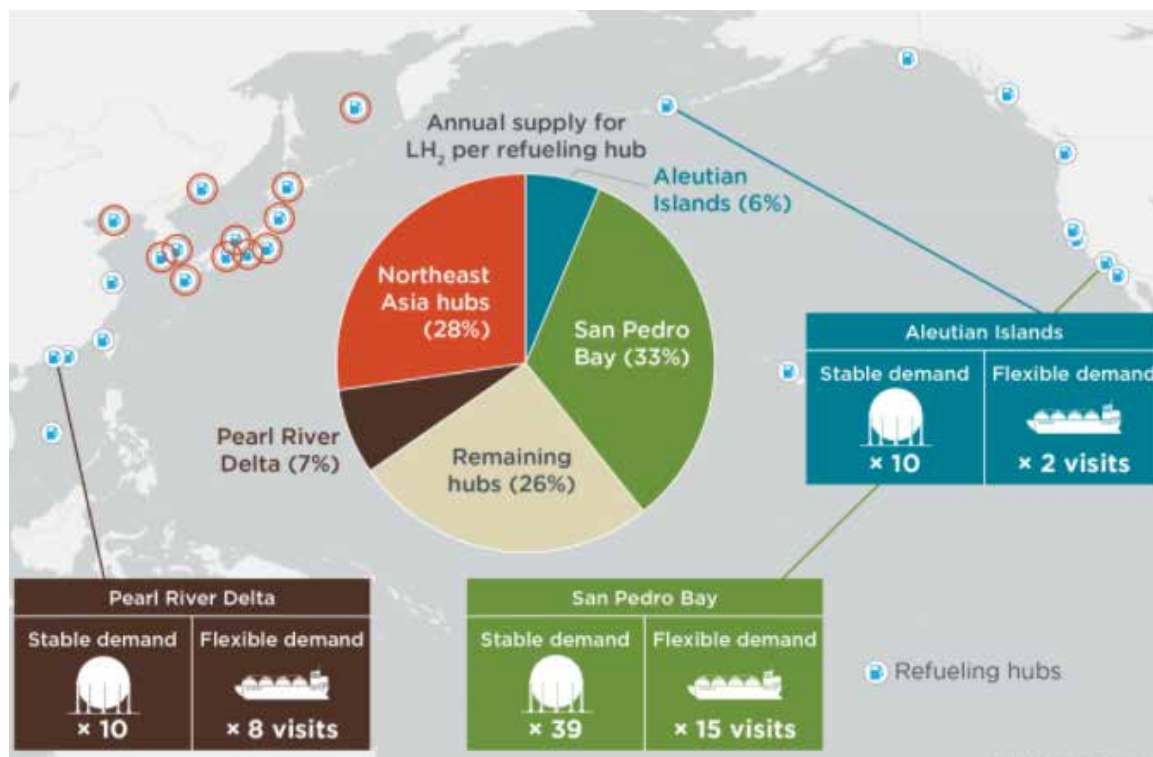 Annual supply for
LH₂ per refueling hub
Aleutian
Islands (6%)
Northeast
Asia hubs
(28%)
San Pedro
Bay (33%)
Pearl River
Delta (7%)
Remaining
hubs (26%)
Aleutian Islands
Stable demand
Flexible demand
× 10
× 2 visits
Pearl River Delta
Stable demand
Flexible demand
× 10
× 8 visits
San Pedro Bay
Stable demand
Flexible demand
× 39
× 15 visits
Refueling hubs